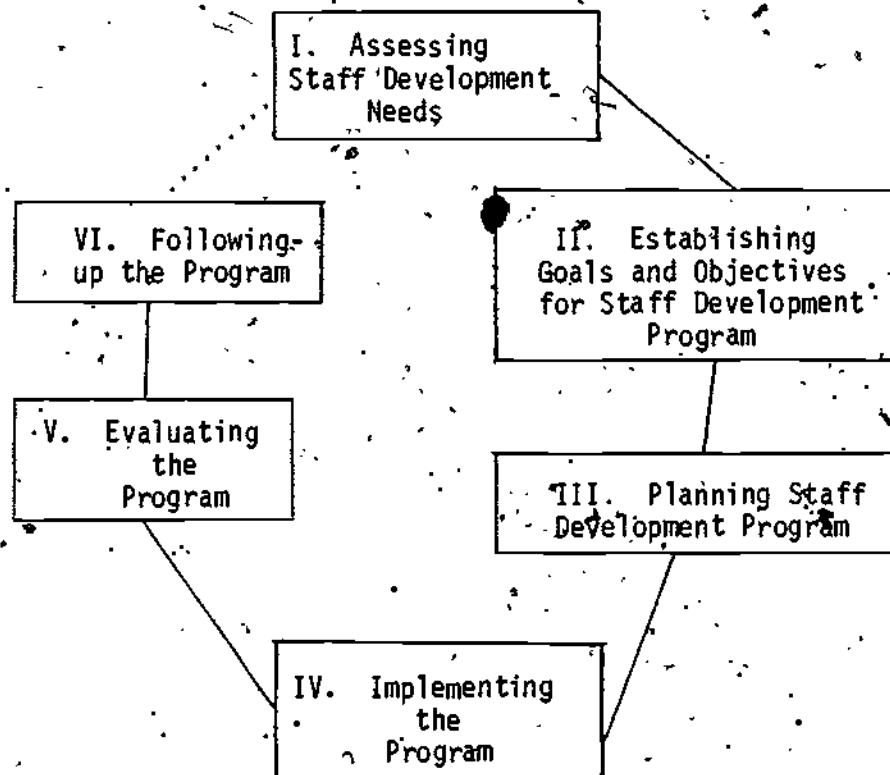 I. Assessing
Staff Development
Needs
II. Establishing
Goals and Objectives
for Staff Development
Program
III. Planning Staff
Development Program
IV. Implementing
the
Program
V. Evaluating
the
Program
VI. Following-
up the Program